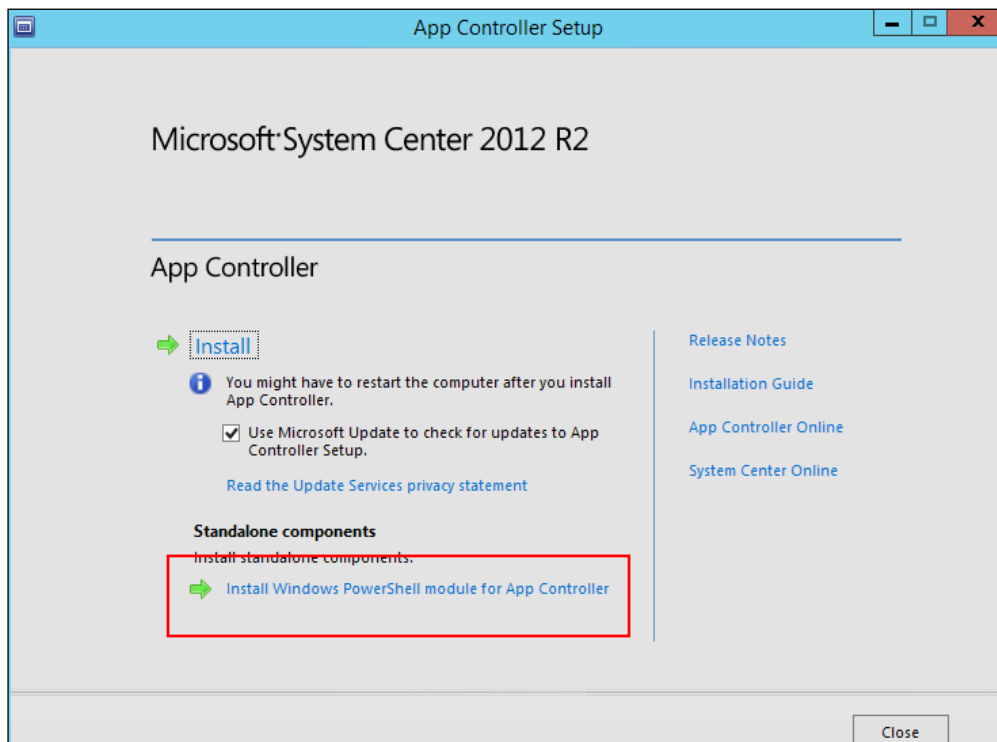 App Controller Setup
Microsoft System Center 2012 R2
App Controller
Install
You might have to restart the computer after you install
App Controller.
Use Microsoft Update to check for updates to App
Controller Setup.
Read the Update Services privacy statement
Standalone components
Install standalone components.
Install Windows PowerShell module for App Controller
Release Notes
Installation Guide
App Controller Online
System Center Online
Close